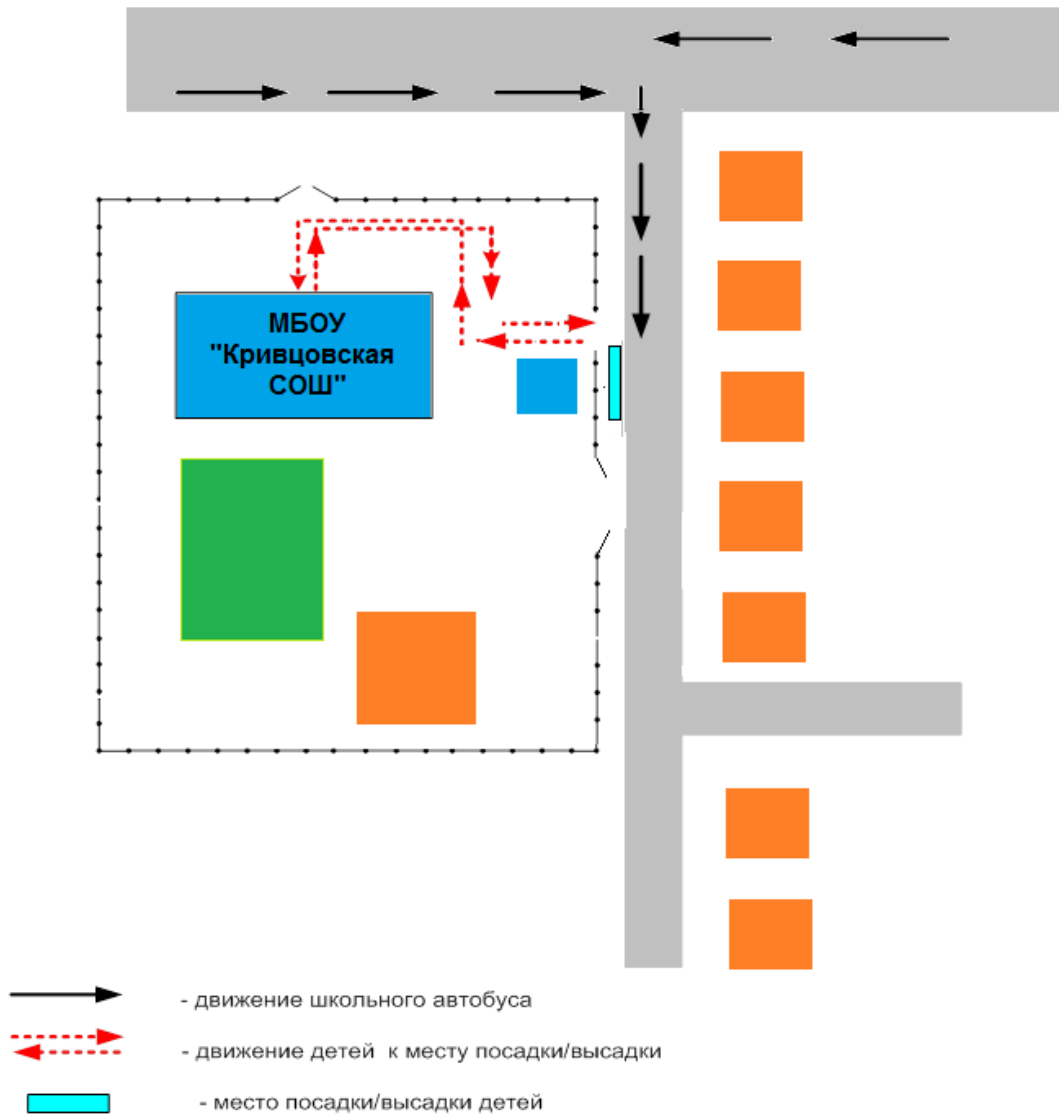 МБОУ
"Кривцовская
СОШ"
- движение школьного автобуса
- движение детей к месту посадки/высадки
- место посадки/высадки детей